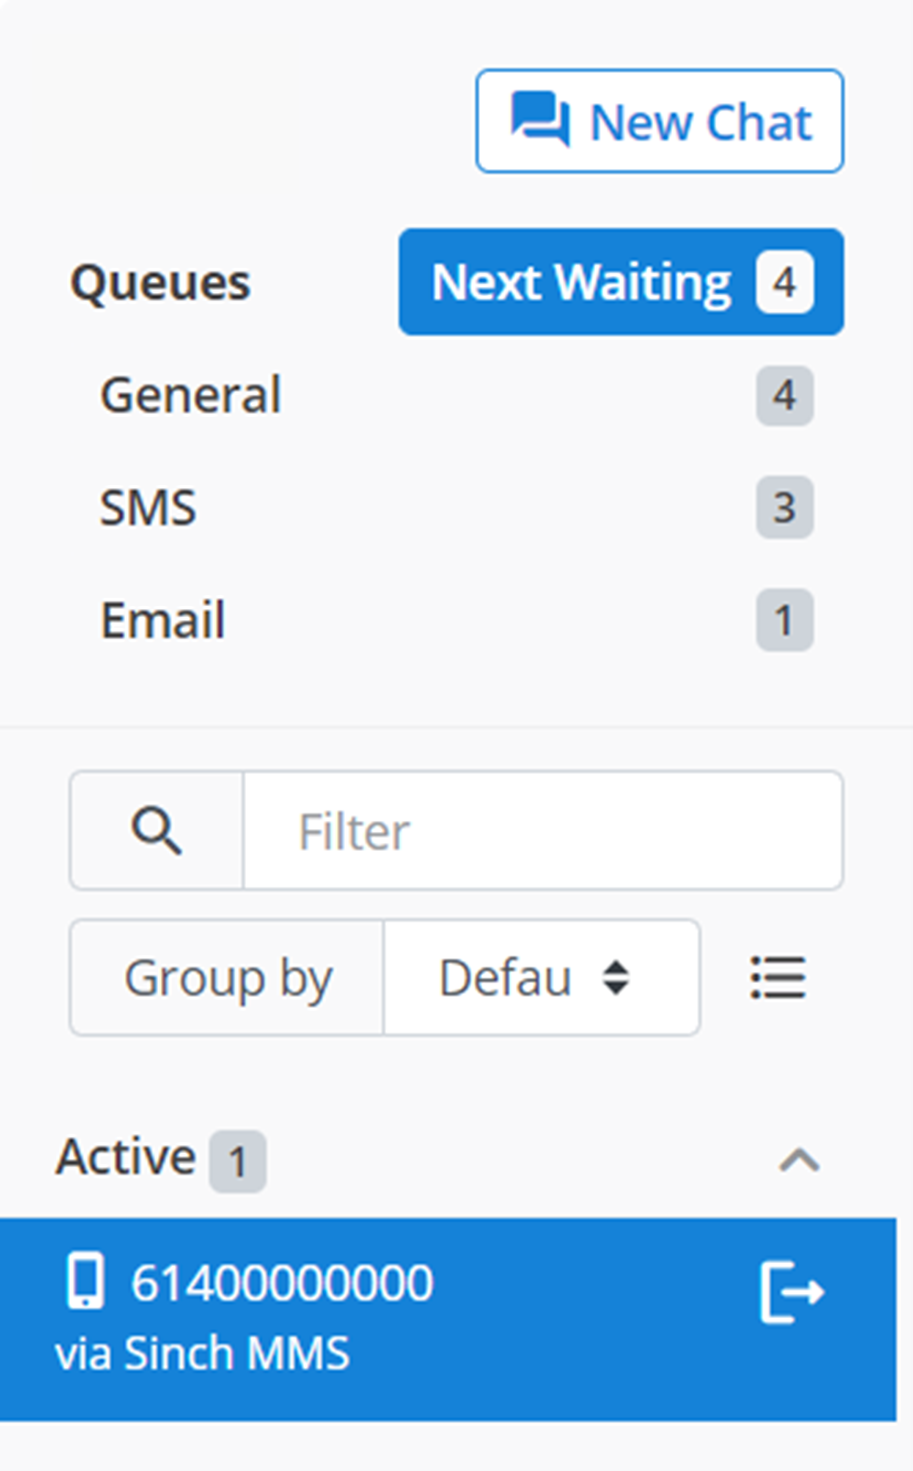 New Chat
Queues
Next Waiting 4
General 4
SMS 3
Email 1
Filter
Group by Defau
Active 1
61400000000
via Sinch MMS